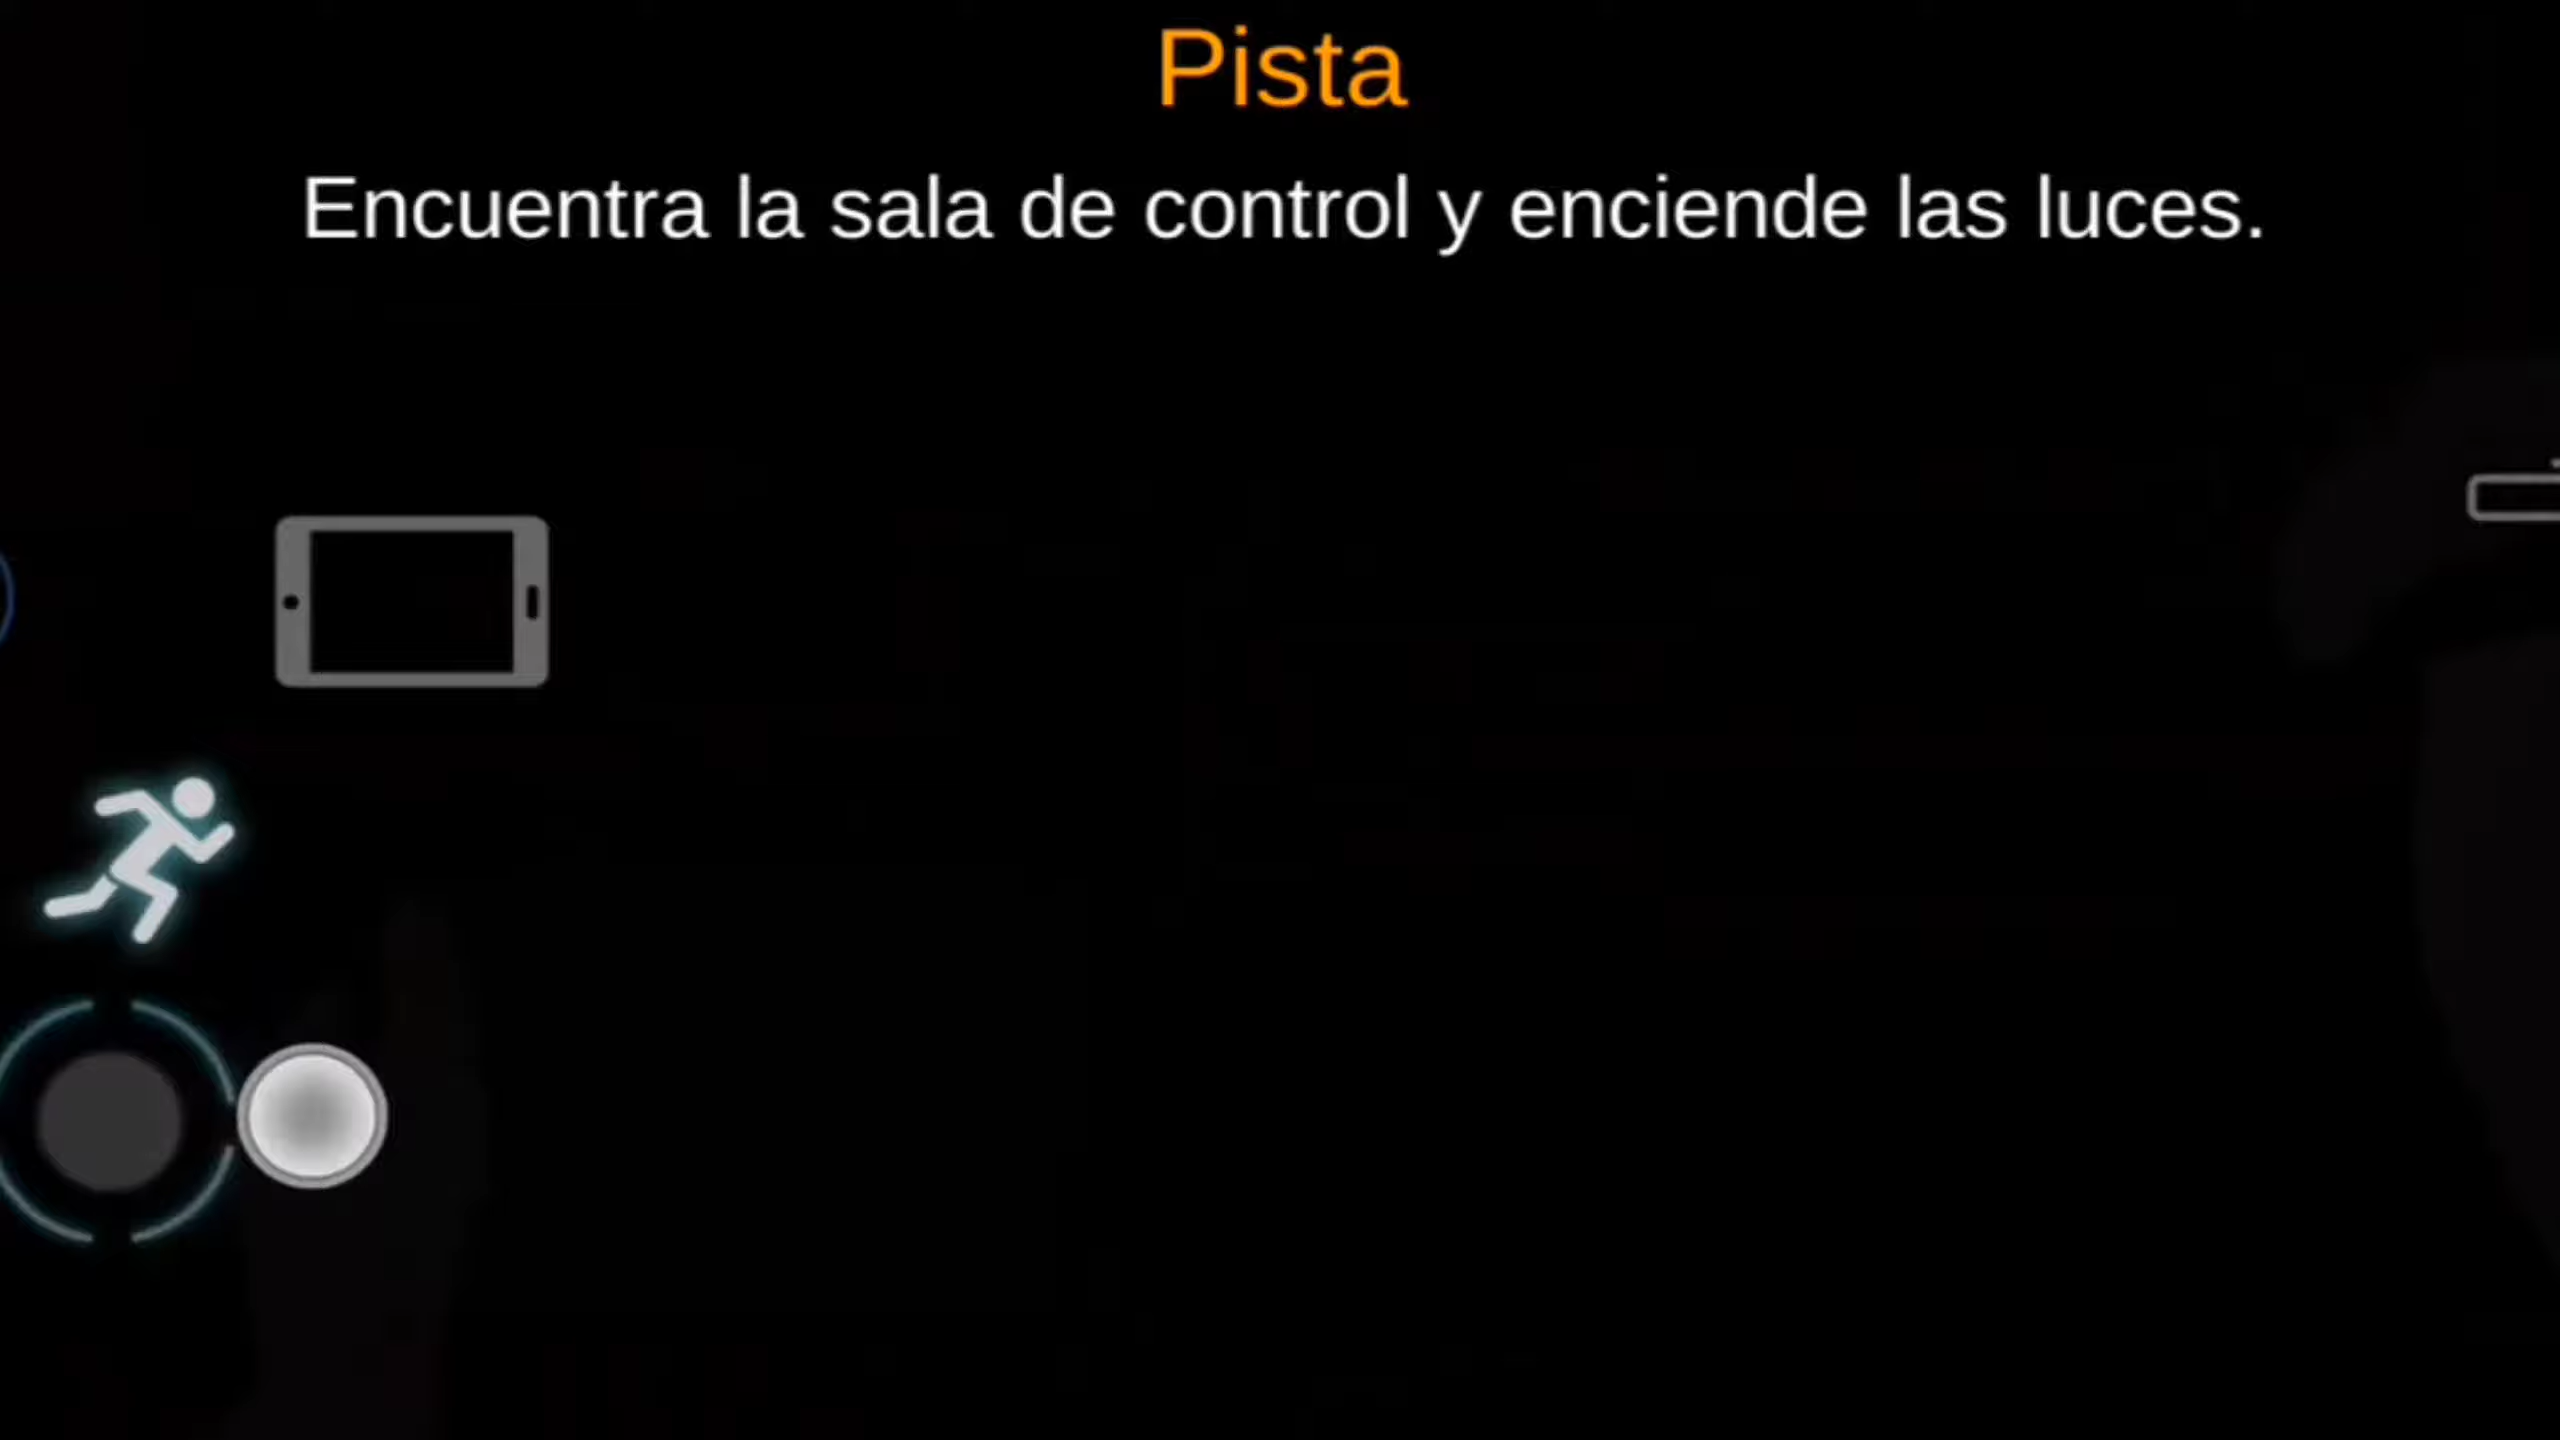 Pista
Encuentra la sala de control y enciende las luces.